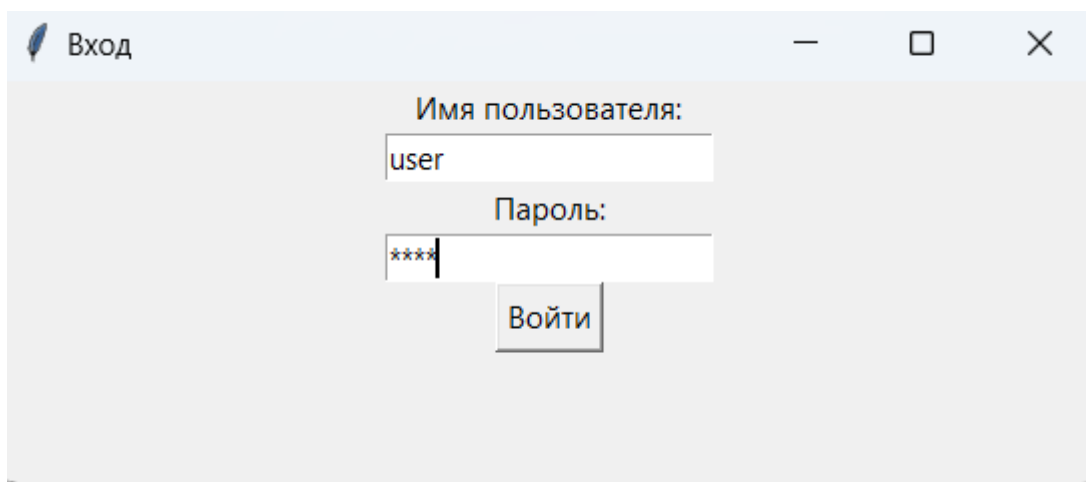 Вход
Имя пользователя:
user
Пароль:
****
Войти